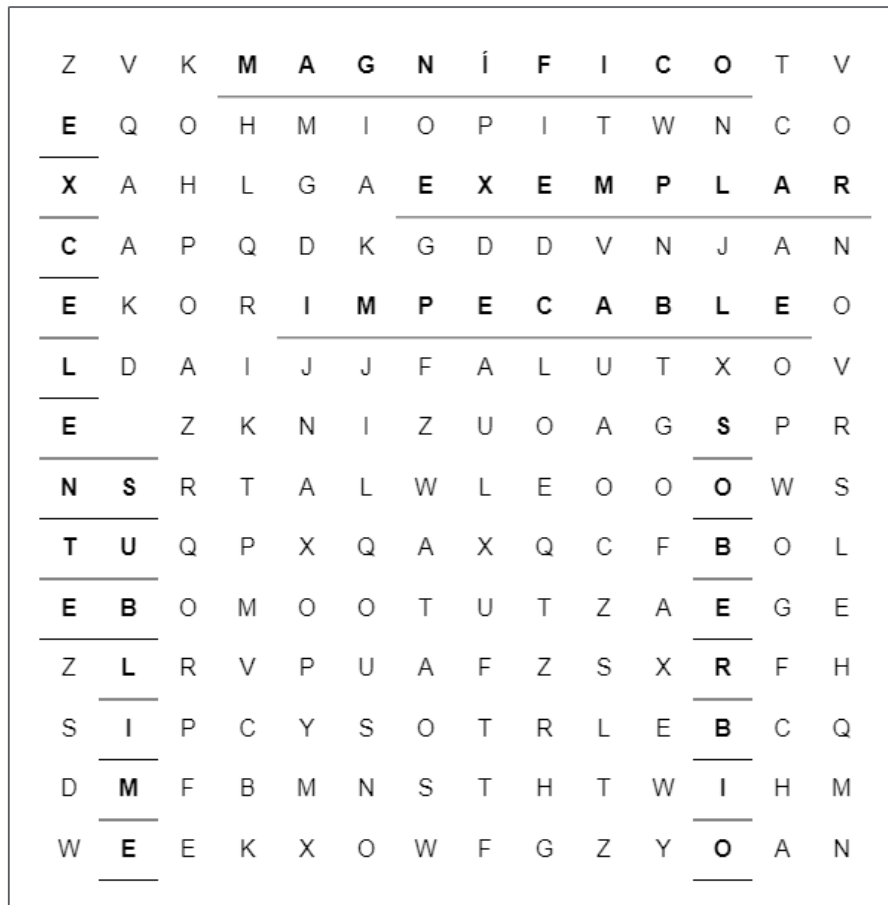 Z V K M A G N Í F I C O T V
E Q O H M I O P I T W N C O
X A H L G A E X E M P L A R
C A P Q D K G D D V N J A N
E K O R I M P E C A B L E O
L D A I J J F A L U T X O V
E Z K N I Z U O A G S P R
N S R T A L W L E O O O W S
T U Q P X Q A X Q C F B O L
E B O M O O T U T Z A E G E
Z L R V P U A F Z S X R F H
S I P C Y S O T R L E B C Q
D M F B M N S T H T W I H M
W E E K X O W F G Z Y O A N